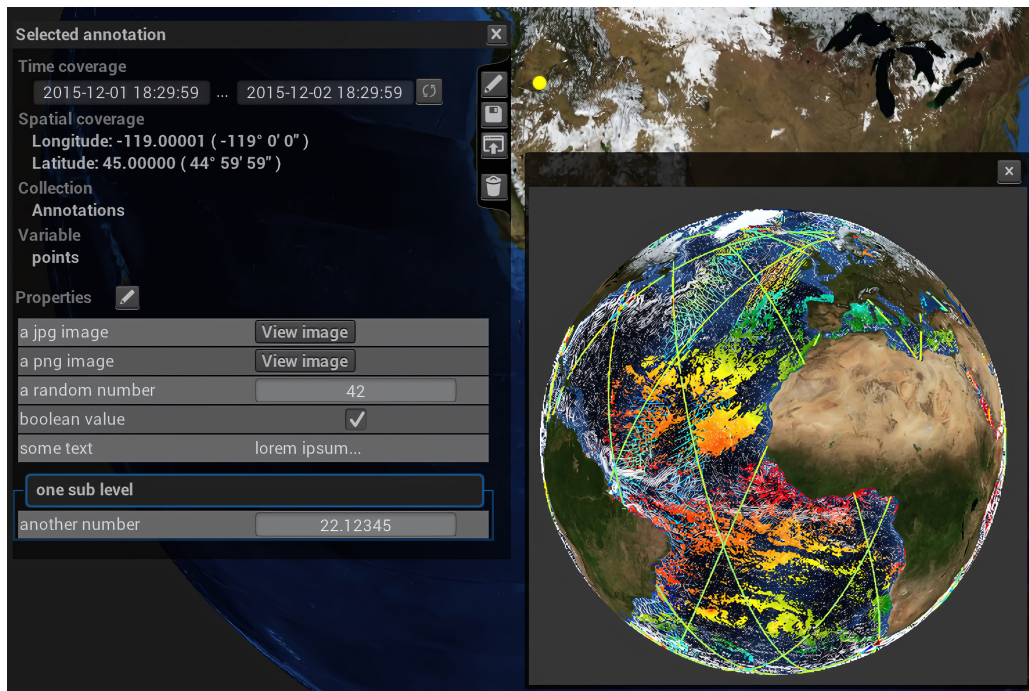 Selected annotation
Time coverage
2015-12-01 18:29:59 ... 2015-12-02 18:29:59
Spatial coverage
Longitude: -119.00001 ( -119° 0' 0" )
Latitude: 45.00000 ( 44° 59' 59" )
Collection
Annotations
Variable
points
Properties
a jpg image View image
a png image View image
a random number 42
boolean value
some text lorem ipsum...
one sub level
another number 22.12345